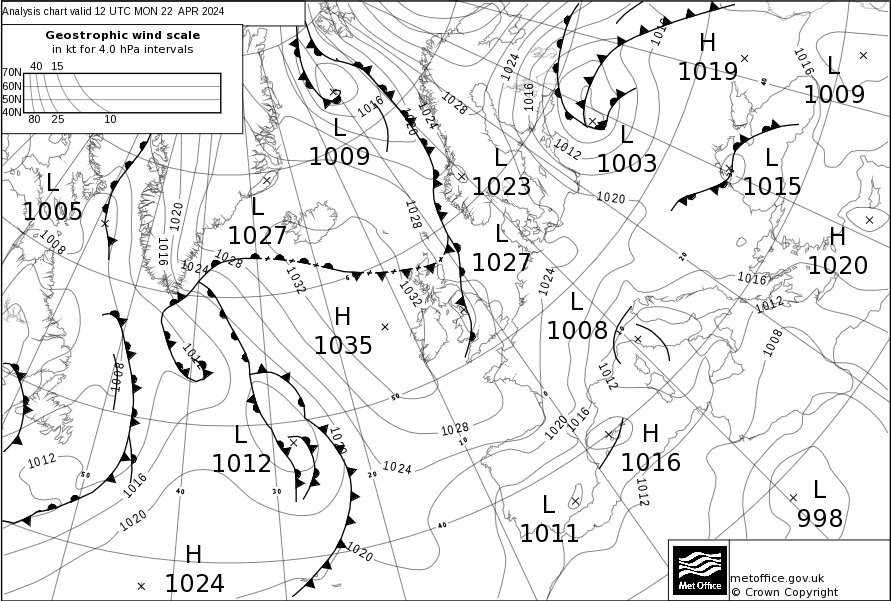 Analysis chart valid 12 UTC MON 22 APR 2024
Geostrophic wind scale
in kt for 4.0 hPa intervals
40 15
70N
60N
50N
40N
80 25 10
H
1019
L
1009
L
1009
L
1003
L
1023
L
1015
L
1005
L
1027
L
1027
H
1020
H
1035
L
1008
L
1012
H
1016
L
1011
L
998
H
1024
1016
1020
1024
1028
1024
1016
1012
1016
1020
1016
1020
1008
1016
1024
1028
1032
1028
1032
1024
1016
1012
1008
1008
1012
1012
1016
1020
1028
1024
1020
1020
1016
1012
1020
50
40
30
20
10
0
50
40
40
20
10
Met Office
metoffice.gov.uk
© Crown Copyright